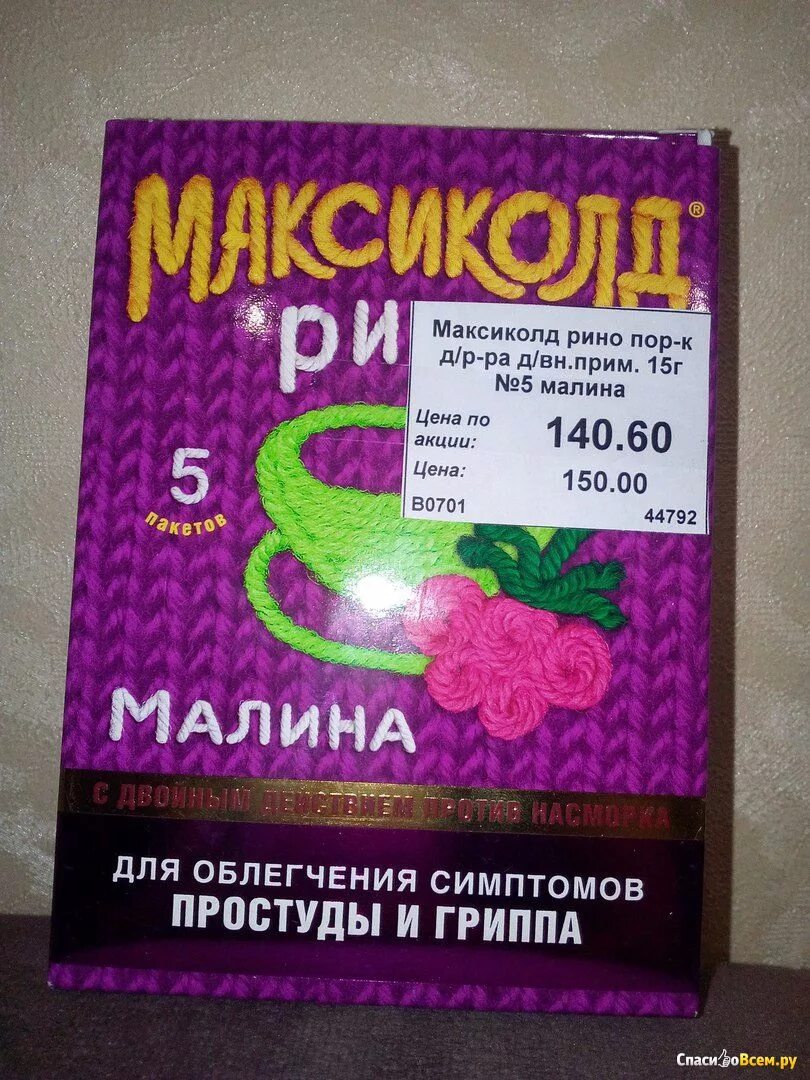 МАКСИКОЛД®
ри
Максиколд рино пор-к
д/р-ра д/вн.прим. 15г
№5 малина
Цена по
акции:
140.60
Цена:
150.00
В0701
44792
5
пакетов
МАЛИНА
С ДВОЙНЫМ ДЕЙСТВИЕМ ПРОТИВ НАСМОРКА
ДЛЯ ОБЛЕГЧЕНИЯ СИМПТОМОВ
ПРОСТУДЫ И ГРИППА
СпасибоВсем.ру